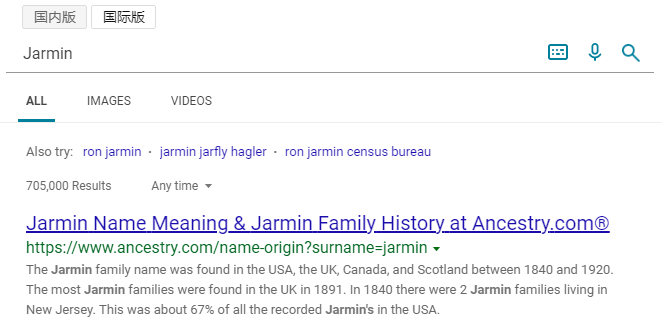 国内版 国际版
Jarmin
ALL IMAGES VIDEOS
Also try: ron jarmin · jarmin jarfly hagler · ron jarmin census bureau
705,000 Results Any time
Jarmin Name Meaning & Jarmin Family History at Ancestry.com®
https://www.ancestry.com/name-origin?surname=jarmin
The Jarmin family name was found in the USA, the UK, Canada, and Scotland between 1840 and 1920.
The most Jarmin families were found in the UK in 1891. In 1840 there were 2 Jarmin families living in
New Jersey. This was about 67% of all the recorded Jarmin's in the USA.